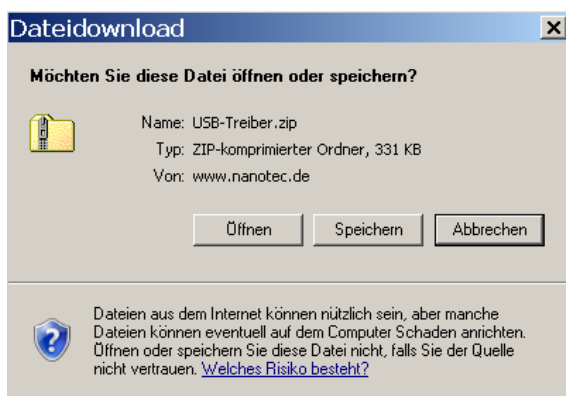 Dateidownload
Möchten Sie diese Datei öffnen oder speichern?
Name: USB-Treiber.zip
Typ: ZIP-komprimierter Ordner, 331 KB
Von: www.nanotec.de
Öffnen Speichern Abbrechen
Dateien aus dem Internet können nützlich sein, aber manche
Dateien können eventuell auf dem Computer Schaden anrichten.
Öffnen oder speichern Sie diese Datei nicht, falls Sie der Quelle
nicht vertrauen. Welches Risiko besteht?